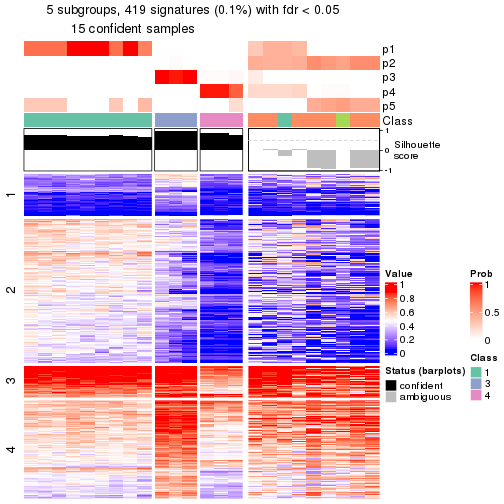 5 subgroups, 419 signatures (0.1%) with fdr < 0.05
15 confident samples
p1
p2
p3
p4
p5
Class
1
0
-1
Silhouette
score
1
2
3
4
Value
1
0.8
0.6
0.4
0.2
0
Prob
1
0.5
0
Status (barplots)
confident
ambiguous
Class
1
3
4